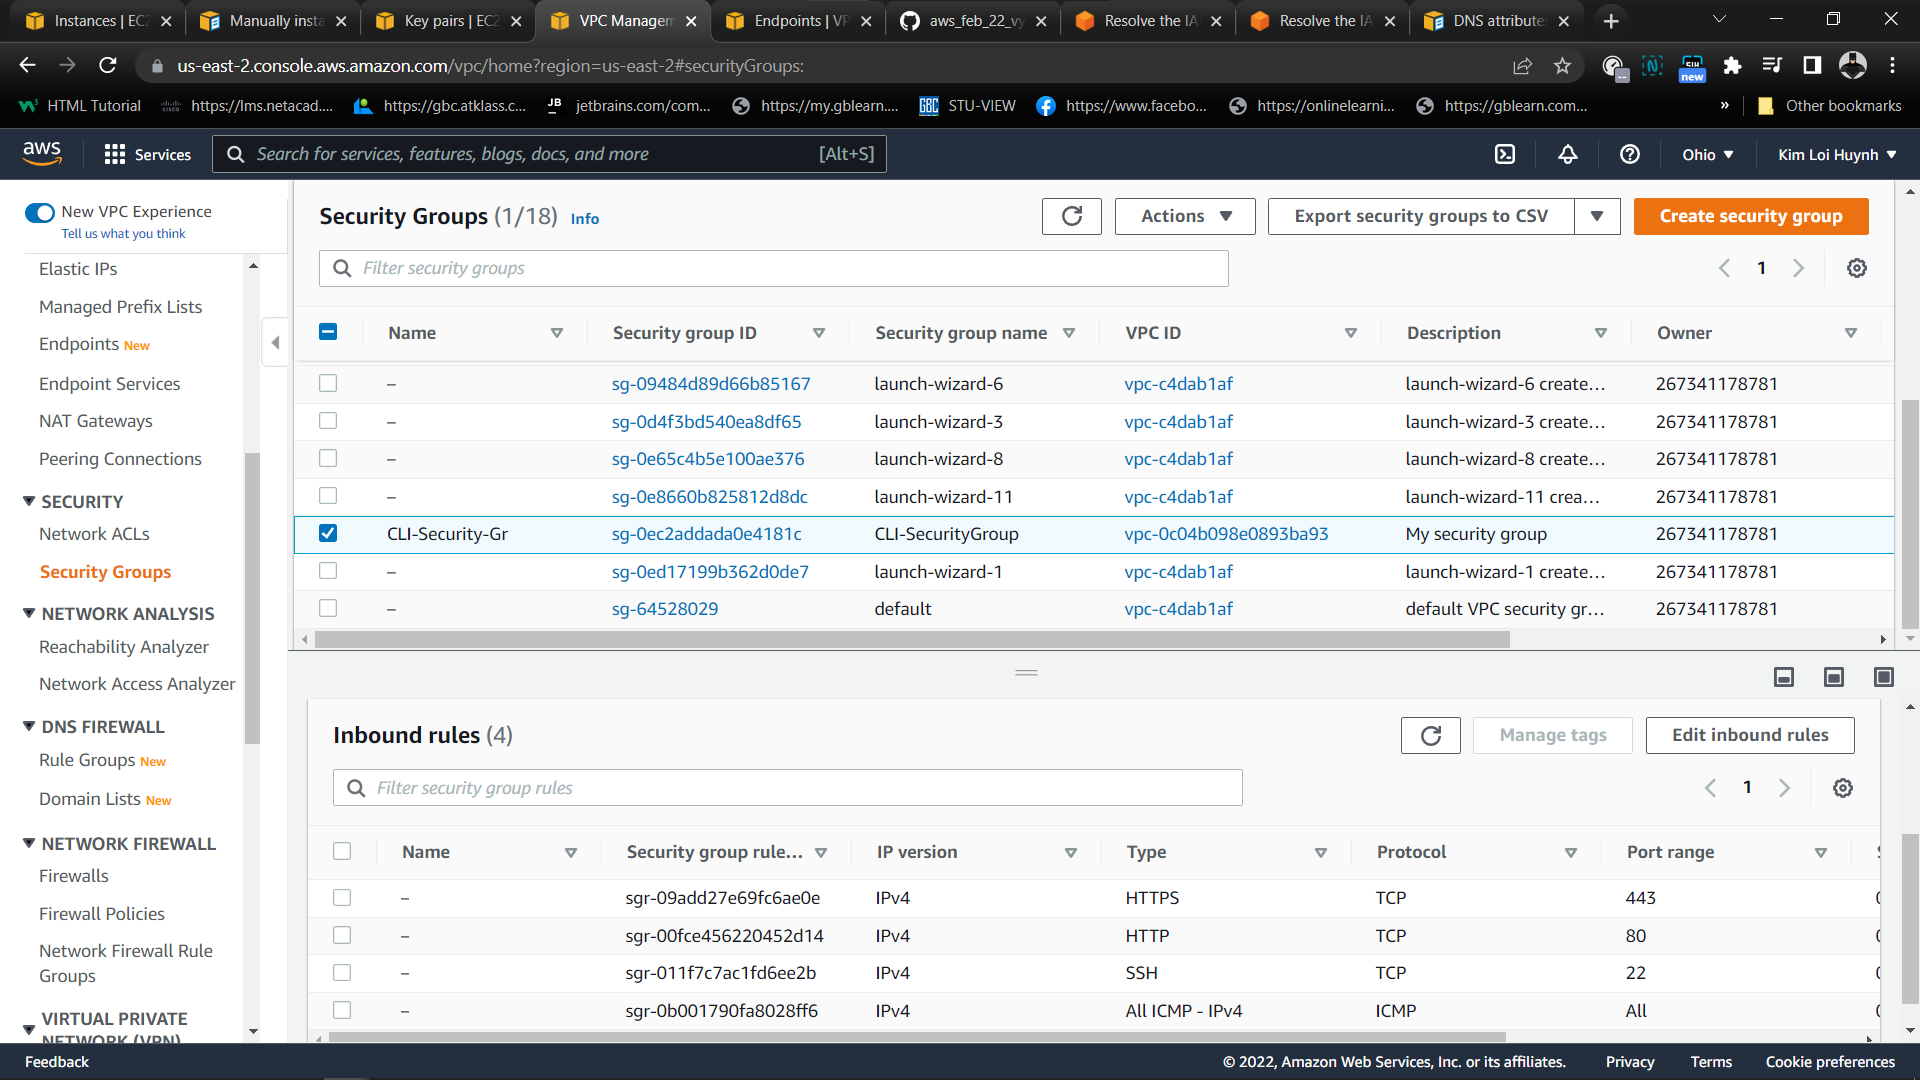 Instances | EC2
Manually insta
Key pairs | EC2
VPC Managem
Endpoints | VP
aws_feb_22_vy
Resolve the IA
Resolve the IA
DNS attribute
us-east-2.console.aws.amazon.com/vpc/home?region=us-east-2#securityGroups:
new
HTML Tutorial
https://lms.netacad....
https://gbc.atklass.c...
JB
jetbrains.com/com...
https://my.gblearn....
GBC
STU-VIEW
https://www.facebo...
https://onlinelearni...
https://gblearn.com...
»
Other bookmarks
aws
Services
Search for services, features, blogs, docs, and more
[Alt+S]
Ohio
Kim Loi Huynh
New VPC Experience
Tell us what you think
Elastic IPs
Managed Prefix Lists
Endpoints New
Endpoint Services
NAT Gateways
Peering Connections
SECURITY
Network ACLs
Security Groups
NETWORK ANALYSIS
Reachability Analyzer
Network Access Analyzer
DNS FIREWALL
Rule Groups New
Domain Lists New
NETWORK FIREWALL
Firewalls
Firewall Policies
Network Firewall Rule
Groups
VIRTUAL PRIVATE
NETWORK (VPN)
Security Groups (1/18) Info
Actions
Export security groups to CSV
Create security group
Filter security groups
1
Name Security group ID Security group name VPC ID Description Owner
– sg-09484d89d66b85167 launch-wizard-6 vpc-c4dab1af launch-wizard-6 create... 267341178781
– sg-0d4f3bd540ea8df65 launch-wizard-3 vpc-c4dab1af launch-wizard-3 create... 267341178781
– sg-0e65c4b5e100ae376 launch-wizard-8 vpc-c4dab1af launch-wizard-8 create... 267341178781
– sg-0e8660b825812d8dc launch-wizard-11 vpc-c4dab1af launch-wizard-11 crea... 267341178781
CLI-Security-Gr sg-0ec2addada0e4181c CLI-SecurityGroup vpc-0c04b098e0893ba93 My security group 267341178781
– sg-0ed17199b362d0de7 launch-wizard-1 vpc-c4dab1af launch-wizard-1 create... 267341178781
– sg-64528029 default vpc-c4dab1af default VPC security gr... 267341178781
Inbound rules (4)
Manage tags
Edit inbound rules
Filter security group rules
1
Name Security group rule... IP version Type Protocol Port range
– sgr-09add27e69fc6ae0e IPv4 HTTPS TCP 443
– sgr-00fce456220452d14 IPv4 HTTP TCP 80
– sgr-011f7c7ac1fd6ee2b IPv4 SSH TCP 22
– sgr-0b001790fa8028ff6 IPv4 All ICMP - IPv4 ICMP All
Feedback
© 2022, Amazon Web Services, Inc. or its affiliates.
Privacy
Terms
Cookie preferences